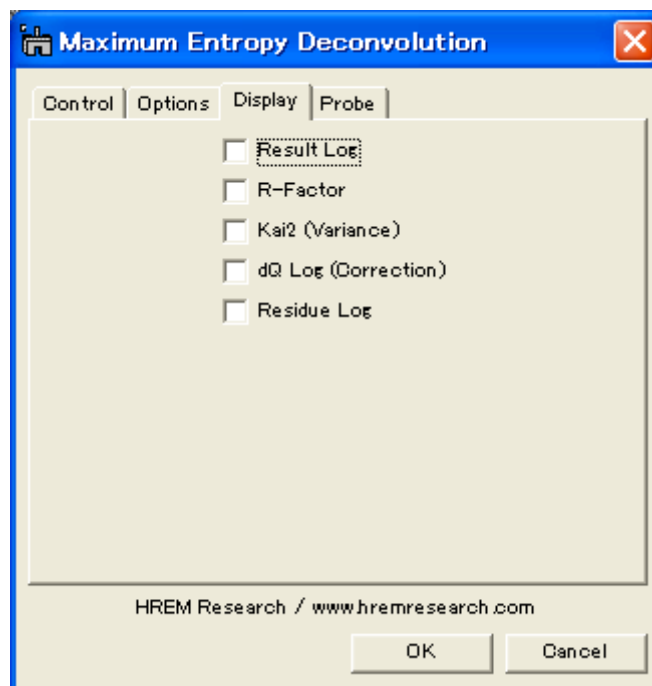 Maximum Entropy Deconvolution
Control Options Display Probe
Result Log
R-Factor
Kai2 (Variance)
dQ Log (Correction)
Residue Log
HREM Research / www.hremresearch.com
OK Cancel